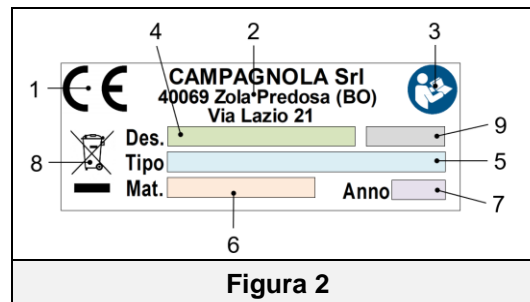 4 2 3
1 CE CAMPAGNOLA Srl
40069 Zola Predosa (BO)
Via Lazio 21
Des. 9
8 Tipo 5
Mat. Anno 7
6
Figura 2